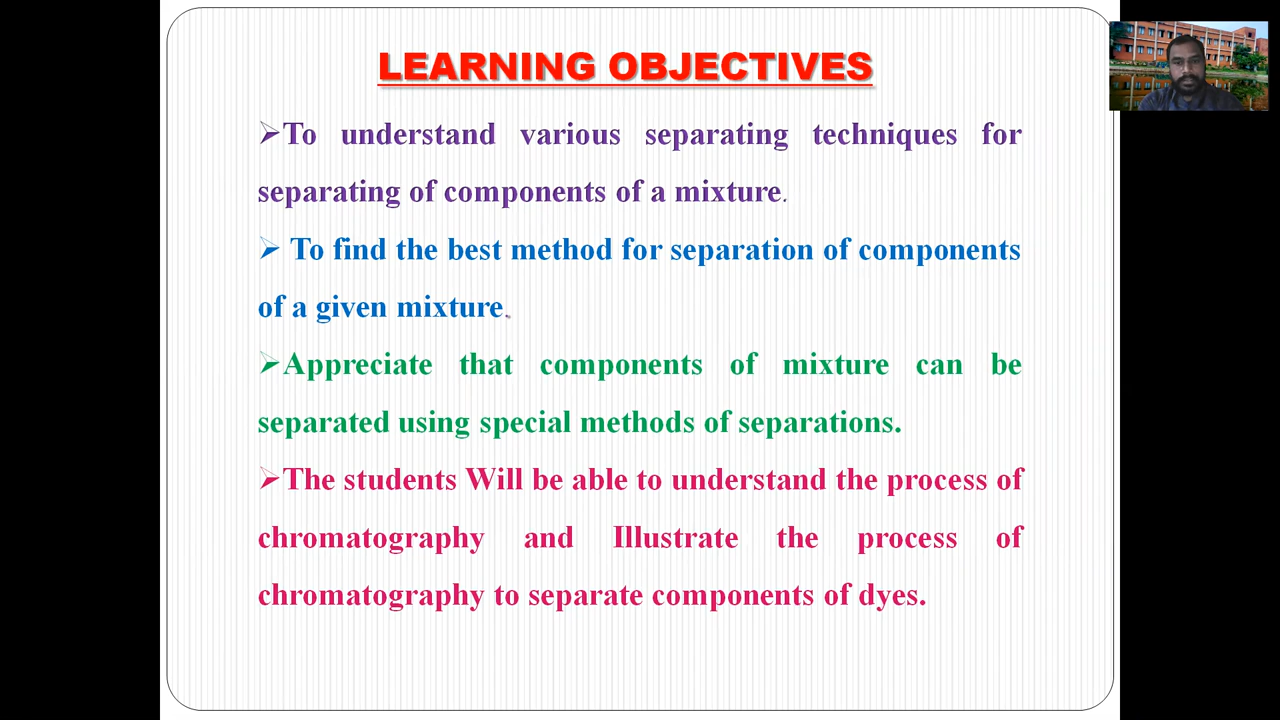 LEARNING OBJECTIVES
➢To understand various separating techniques for
separating of components of a mixture.
➢ To find the best method for separation of components
of a given mixture.
➢Appreciate that components of mixture can be
separated using special methods of separations.
➢The students Will be able to understand the process of
chromatography and Illustrate the process of
chromatography to separate components of dyes.